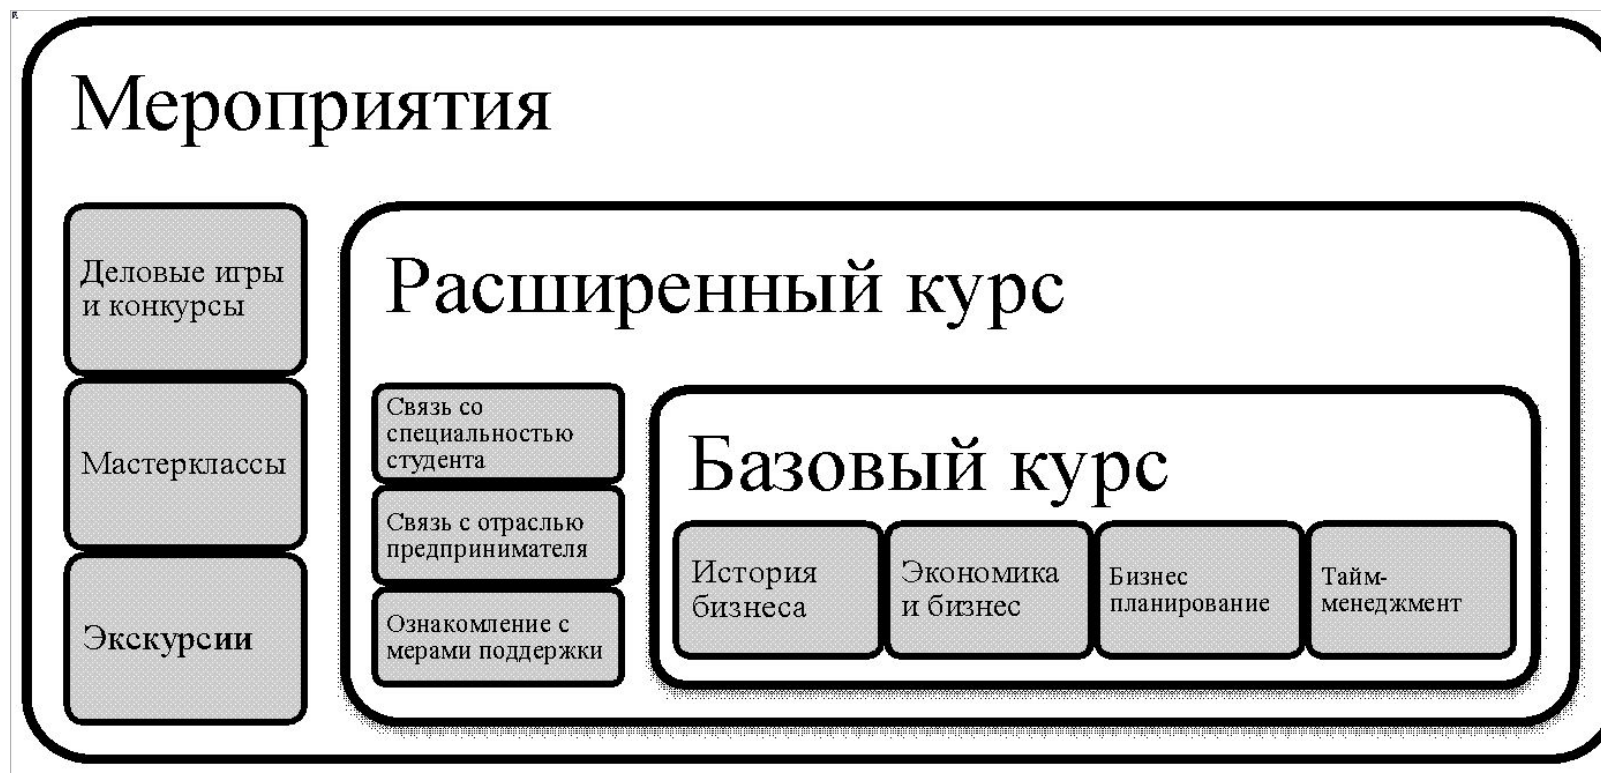 Мероприятия
Деловые игры
и конкурсы
Мастерклассы
Экскурсии
Расширенный курс
Связь со
специальностью
студента
Связь с отраслью
предпринимателя
Ознакомление с
мерами поддержки
Базовый курс
История
бизнеса
Экономика
и бизнес
Бизнес
планирование
Тайм-
менеджмент